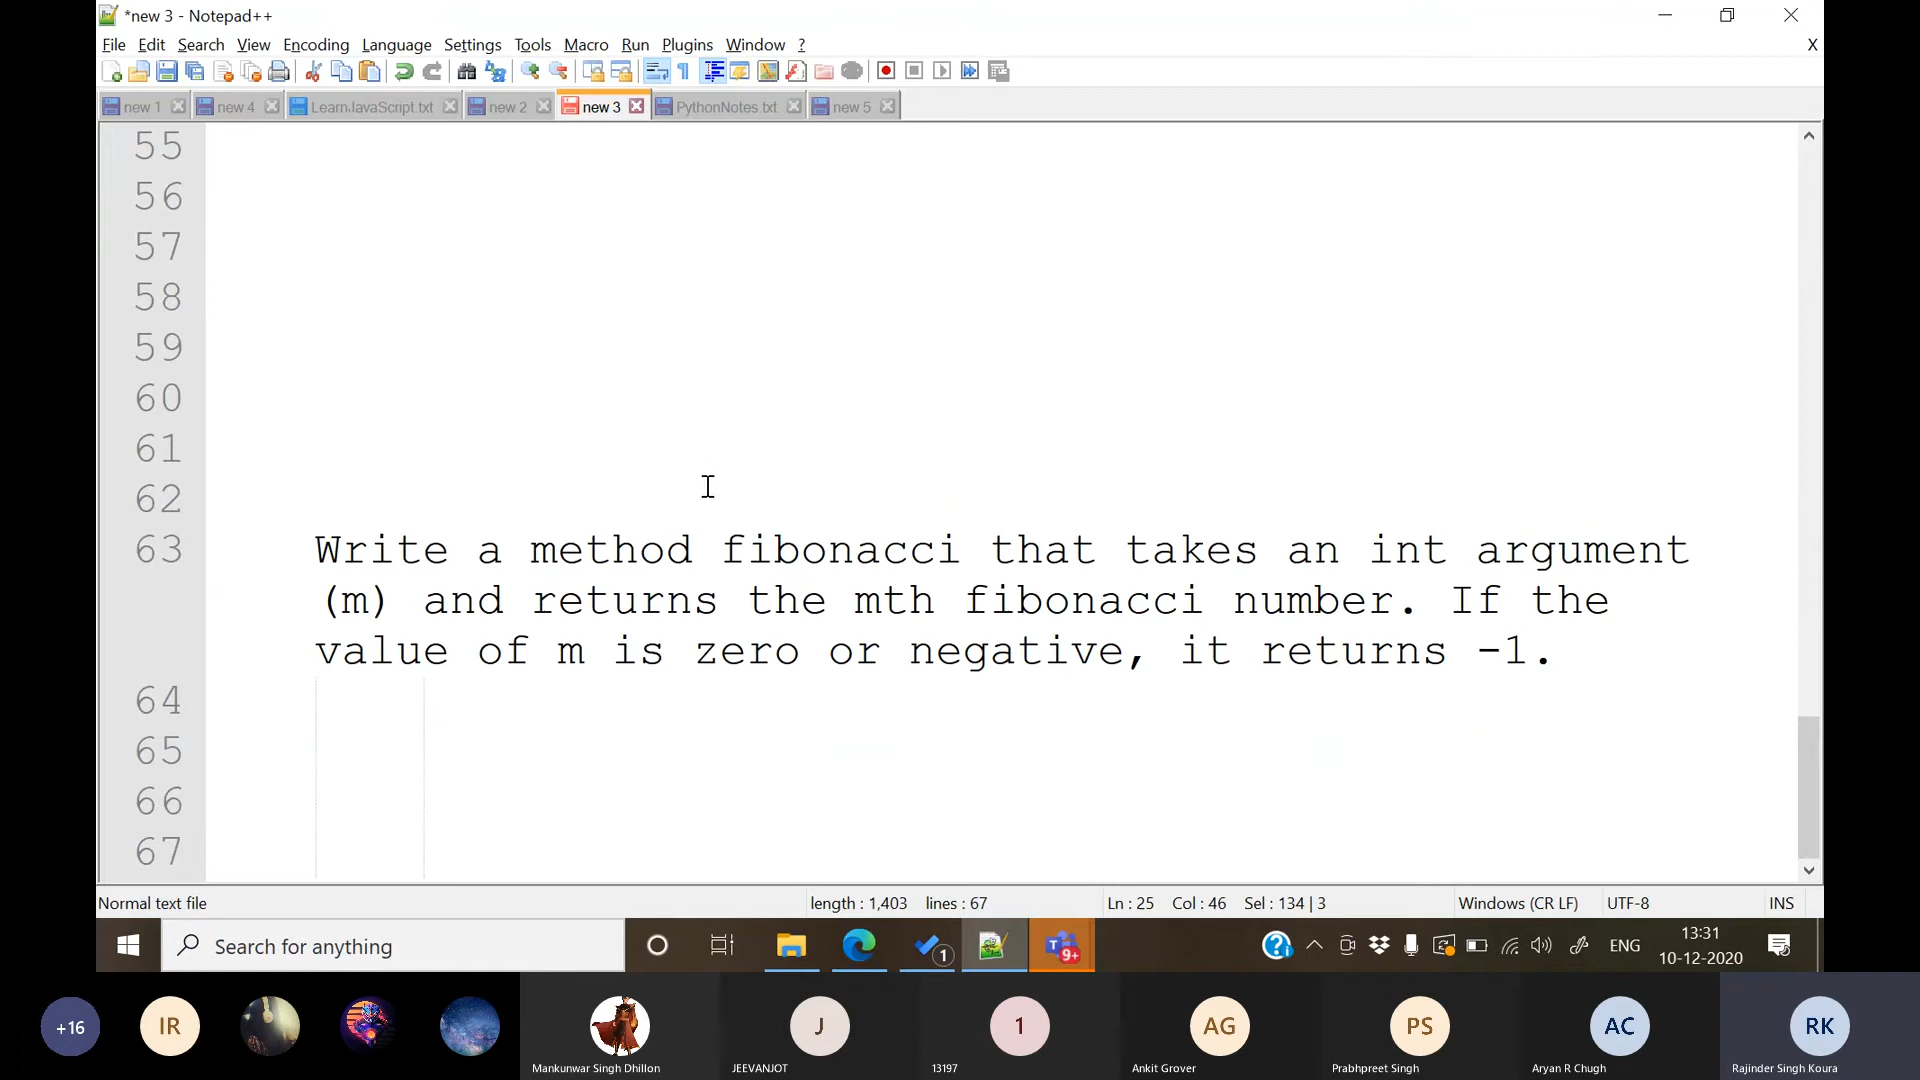 *new 3 - Notepad++
File Edit Search View Encoding Language Settings Tools Macro Run Plugins Window ? X
new 1 new 4 LearnJavaScript.txt new 2 new 3 PythonNotes.txt new 5
55
56
57
58
59
60
61
62
63 Write a method fibonacci that takes an int argument
(m) and returns the mth fibonacci number. If the
value of m is zero or negative, it returns -1.
64
65
66
67
Normal text file length : 1,403 lines : 67 Ln : 25 Col : 46 Sel : 134 | 3 Windows (CR LF) UTF-8 INS
Search for anything 1 9+ ENG 13:31
10-12-2020
+16 IR J 1 AG PS AC RK
Mankunwar Singh Dhillon JEEVANJOT 13197 Ankit Grover Prabhpreet Singh Aryan R Chugh Rajinder Singh Koura